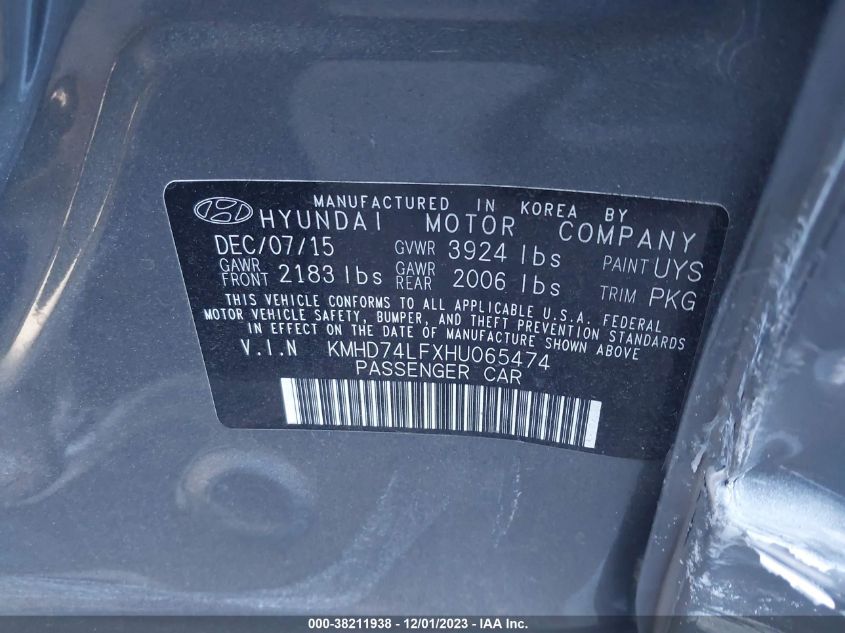 MANUFACTURED IN KOREA BY
HYUNDAI MOTOR COMPANY
DEC/07/15 GVWR 3924 lbs PAINT UYS
GAWR FRONT 2183 lbs GAWR REAR 2006 lbs TRIM PKG
THIS VEHICLE CONFORMS TO ALL APPLICABLE U.S.A. FEDERAL
MOTOR VEHICLE SAFETY, BUMPER, AND THEFT PREVENTION STANDARDS
IN EFFECT ON THE DATE OF MANUFACTURE SHOWN ABOVE
V.I.N KMHD74LFXHU065474
PASSENGER CAR
000-38211938 - 12/01/2023 - IAA Inc.